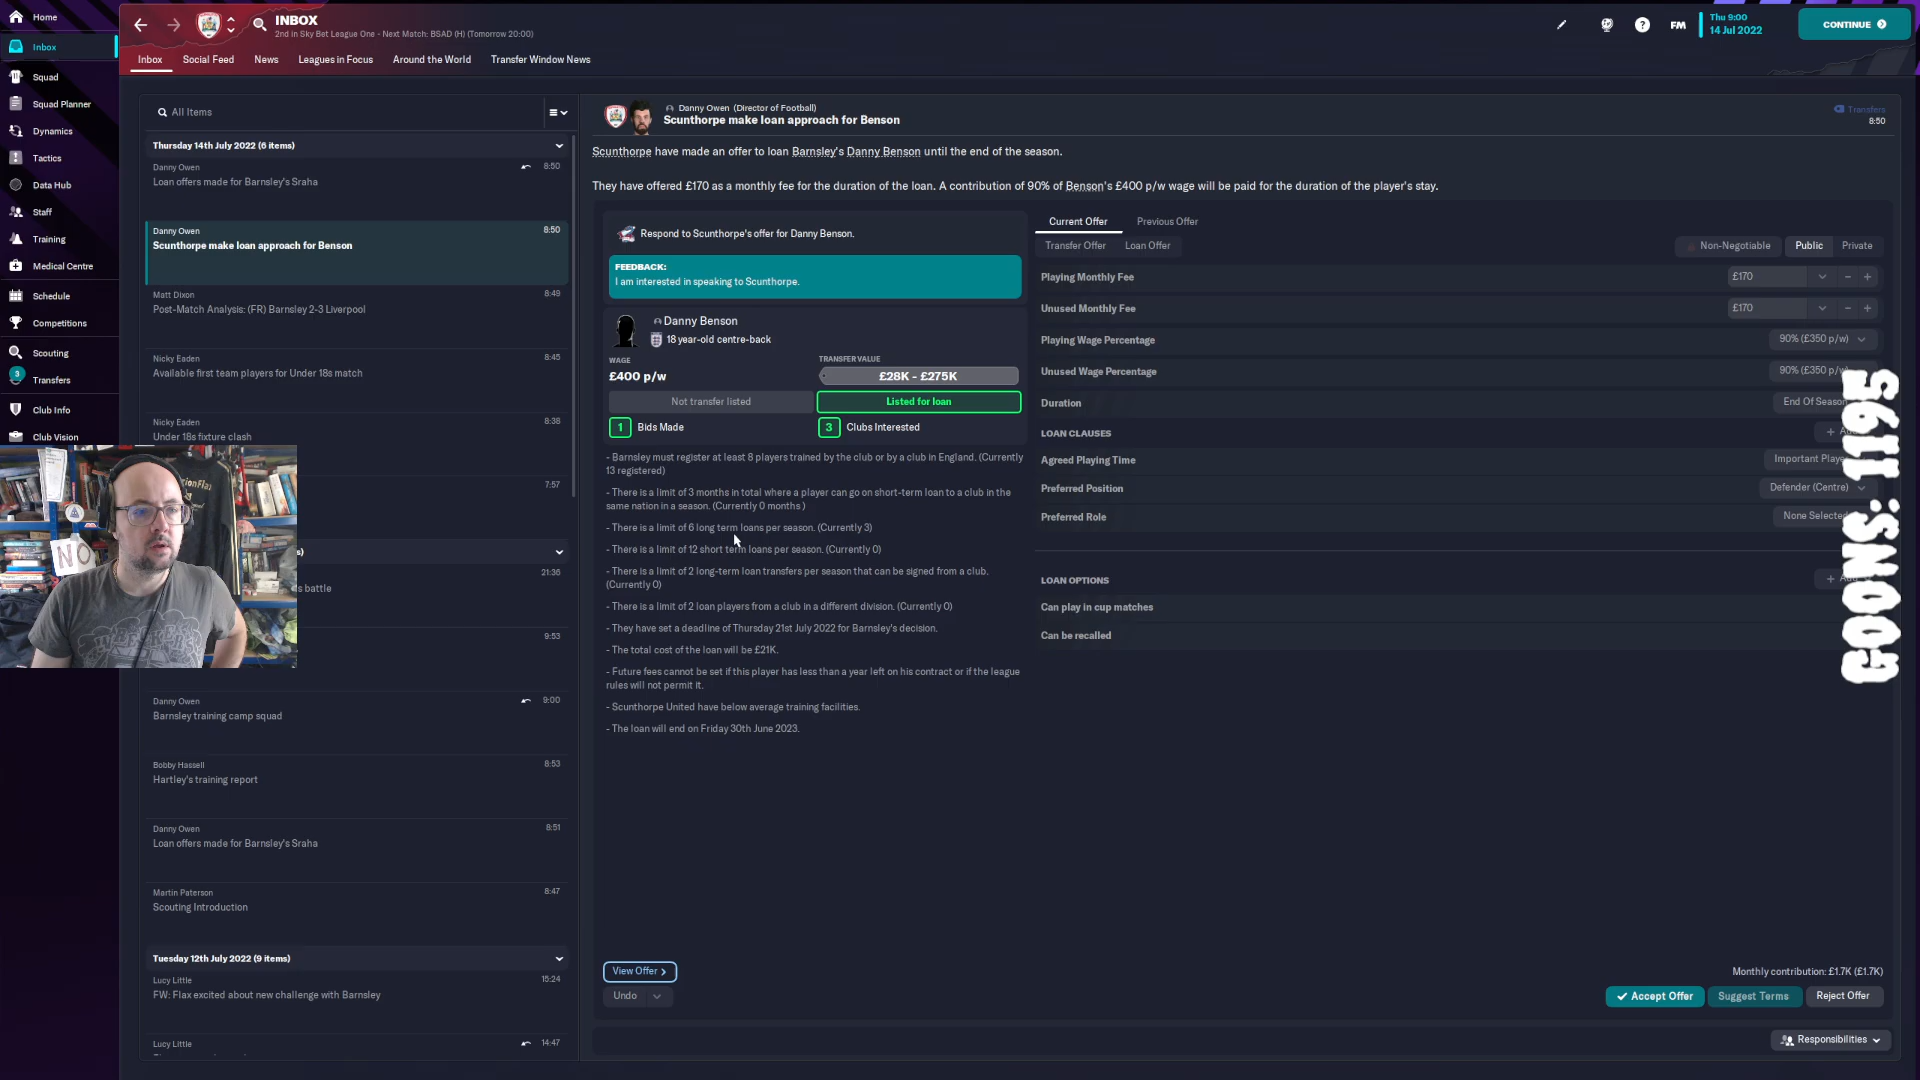 Home
Inbox
Squad
Squad Planner
Dynamics
Tactics
Data Hub
Staff
Training
Medical Centre
Schedule
Competitions
Scouting
3
Transfers
Club Info
Club Vision
INBOX
2nd in Sky Bet League One - Next Match: BSAD (H) (Tomorrow 20:00)
FM
Thu 9:00
14 Jul 2022
CONTINUE
Inbox
Social Feed
News
Leagues in Focus
Around the World
Transfer Window News
All Items
Thursday 14th July 2022 (6 items)
Danny Owen
8:50
Loan offers made for Barnsley's Sraha
Danny Owen
8:50
Scunthorpe make loan approach for Benson
Matt Dixon
8:49
Post-Match Analysis: (FR) Barnsley 2-3 Liverpool
Nicky Eaden
8:45
Available first team players for Under 18s match
Nicky Eaden
8:38
Under 18s fixture clash
7:57
s)
21:36
s battle
9:53
Danny Owen
9:00
Barnsley training camp squad
Bobby Hassell
8:53
Hartley's training report
Danny Owen
8:51
Loan offers made for Barnsley's Sraha
Martin Paterson
8:47
Scouting Introduction
Tuesday 12th July 2022 (9 items)
Lucy Little
15:24
FW: Flax excited about new challenge with Barnsley
Lucy Little
14:47
Danny Owen (Director of Football)
Scunthorpe make loan approach for Benson
Transfers
8:50
Scunthorpe have made an offer to loan Barnsley's Danny Benson until the end of the season.
They have offered £170 as a monthly fee for the duration of the loan. A contribution of 90% of Benson's £400 p/w wage will be paid for the duration of the player's stay.
Respond to Scunthorpe's offer for Danny Benson.
FEEDBACK:
I am interested in speaking to Scunthorpe.
Danny Benson
18 year-old centre-back
WAGE
£400 p/w
TRANSFER VALUE
£28K - £275K
Not transfer listed
Listed for loan
1 Bids Made
3 Clubs Interested
- Barnsley must register at least 8 players trained by the club or by a club in England. (Currently
13 registered)
- There is a limit of 3 months in total where a player can go on short-term loan to a club in the
same nation in a season. (Currently 0 months )
- There is a limit of 6 long term loans per season. (Currently 3)
- There is a limit of 12 short term loans per season. (Currently 0)
- There is a limit of 2 long-term loan transfers per season that can be signed from a club.
(Currently 0)
- There is a limit of 2 loan players from a club in a different division. (Currently 0)
- They have set a deadline of Thursday 21st July 2022 for Barnsley's decision.
- The total cost of the loan will be £21K.
- Future fees cannot be set if this player has less than a year left on his contract or if the league
rules will not permit it.
- Scunthorpe United have below average training facilities.
- The loan will end on Friday 30th June 2023.
Current Offer
Previous Offer
Transfer Offer
Loan Offer
Non-Negotiable
Public
Private
Playing Monthly Fee
£170
Unused Monthly Fee
£170
Playing Wage Percentage
90% (£350 p/w)
Unused Wage Percentage
90% (£350 p/w)
Duration
End Of Season
LOAN CLAUSES
Agreed Playing Time
Important Playe
Preferred Position
Defender (Centre)
Preferred Role
None Selected
LOAN OPTIONS
Can play in cup matches
Can be recalled
View Offer
Undo
Monthly contribution: £1.7K (£1.7K)
Accept Offer
Suggest Terms
Reject Offer
Responsibilities
NO
GOONS: 1195